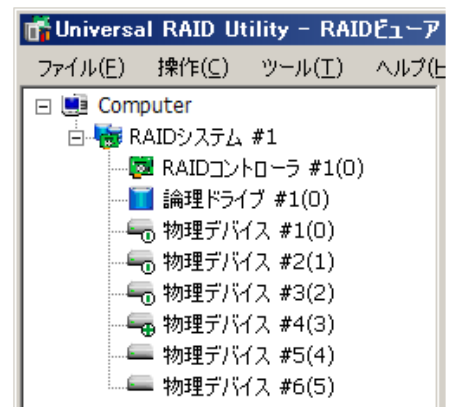 Universal RAID Utility - RAIDビューア
ファイル(F) 操作(C) ツール(T) ヘルプ(
Computer
RAIDシステム #1
RAIDコントローラ #1(0)
論理ドライブ #1(0)
物理デバイス #1(0)
物理デバイス #2(1)
物理デバイス #3(2)
物理デバイス #4(3)
物理デバイス #5(4)
物理デバイス #6(5)